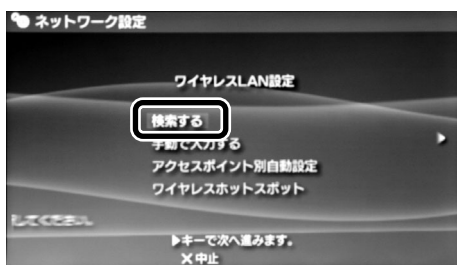 ネットワーク設定
ワイヤレスLAN設定
検索する
手動で入力する
アクセスポイント別自動設定
ワイヤレスホットスポット
してください。
▶キーで次へ進みます。
✕中止